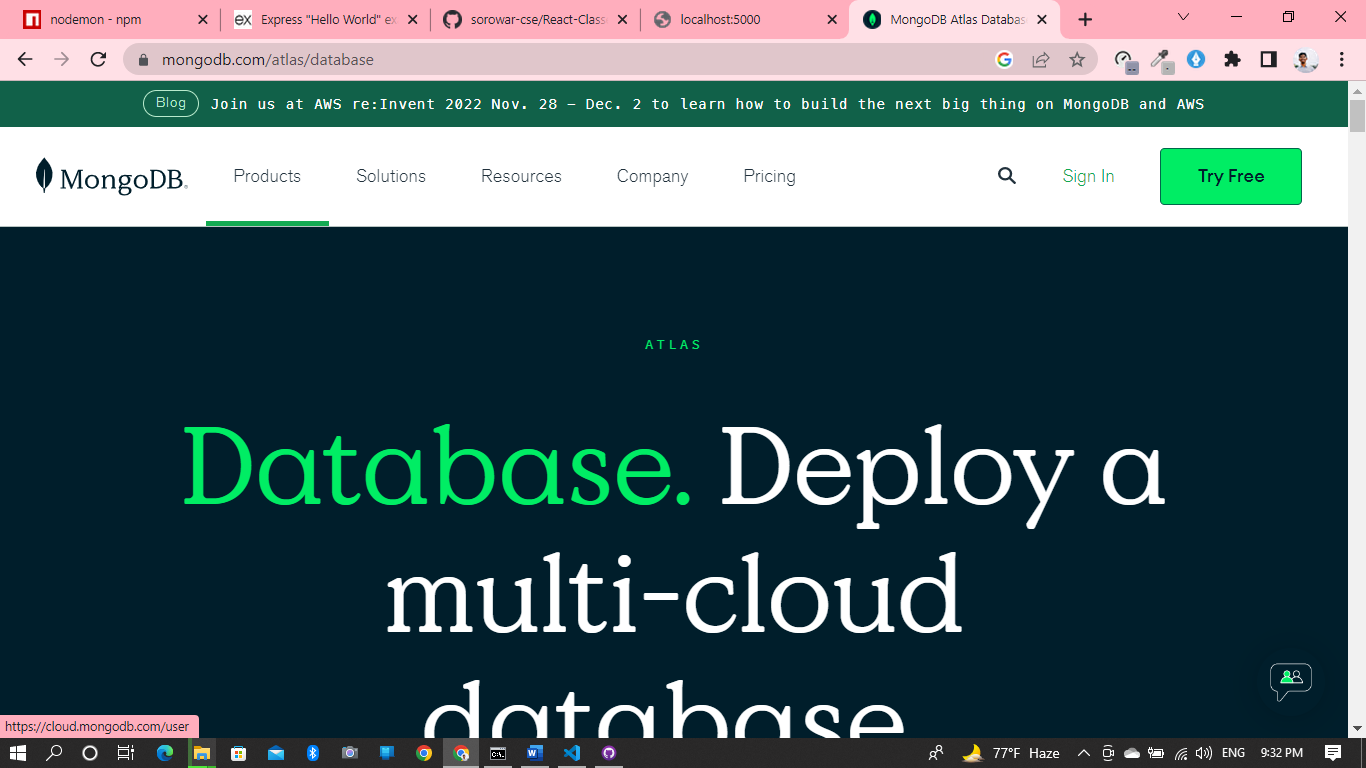 nodemon - npm
Express "Hello World" ex
sorowar-cse/React-Class
localhost:5000
MongoDB Atlas Databas
mongodb.com/atlas/database
Blog
Join us at AWS re:Invent 2022 Nov. 28 – Dec. 2 to learn how to build the next big thing on MongoDB and AWS
MongoDB.
Products
Solutions
Resources
Company
Pricing
Sign In
Try Free
ATLAS
Database. Deploy a
multi-cloud
database
https://cloud.mongodb.com/user
77°F Haze
ENG
9:32 PM